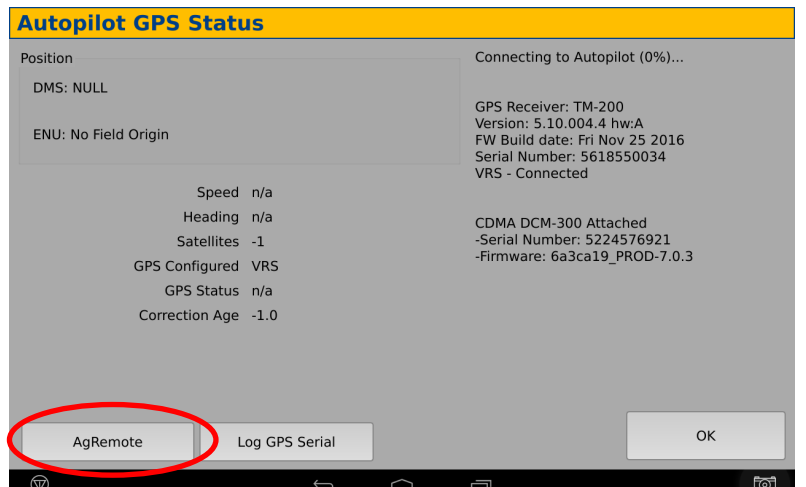 Autopilot GPS Status
Position
DMS: NULL
ENU: No Field Origin
Speed n/a
Heading n/a
Satellites -1
GPS Configured VRS
GPS Status n/a
Correction Age -1.0
Connecting to Autopilot (0%)...
GPS Receiver: TM-200
Version: 5.10.004.4 hw:A
FW Build date: Fri Nov 25 2016
Serial Number: 5618550034
VRS - Connected
CDMA DCM-300 Attached
-Serial Number: 5224576921
-Firmware: 6a3ca19_PROD-7.0.3
AgRemote
Log GPS Serial
OK